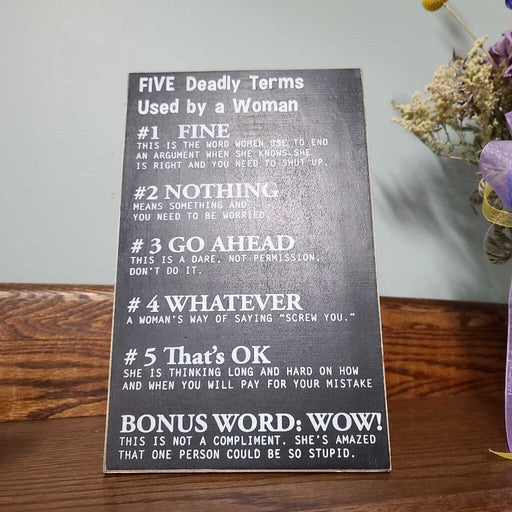 FIVE Deadly Terms
Used by a Woman
#1 FINE
THIS IS THE WORD WOMEN USE TO END
AN ARGUMENT WHEN SHE KNOWS SHE
IS RIGHT AND YOU NEED TO SHUT UP.
#2 NOTHING
MEANS SOMETHING AND
YOU NEED TO BE WORRIED
# 3 GO AHEAD
THIS IS A DARE, NOT PERMISSION,
DON'T DO IT.
# 4 WHATEVER
A WOMAN'S WAY OF SAYING "SCREW YOU."
# 5 That's OK
SHE IS THINKING LONG AND HARD ON HOW
AND WHEN YOU WILL PAY FOR YOUR MISTAKE
BONUS WORD: WOW!
THIS IS NOT A COMPLIMENT. SHE'S AMAZED
THAT ONE PERSON COULD BE SO STUPID.